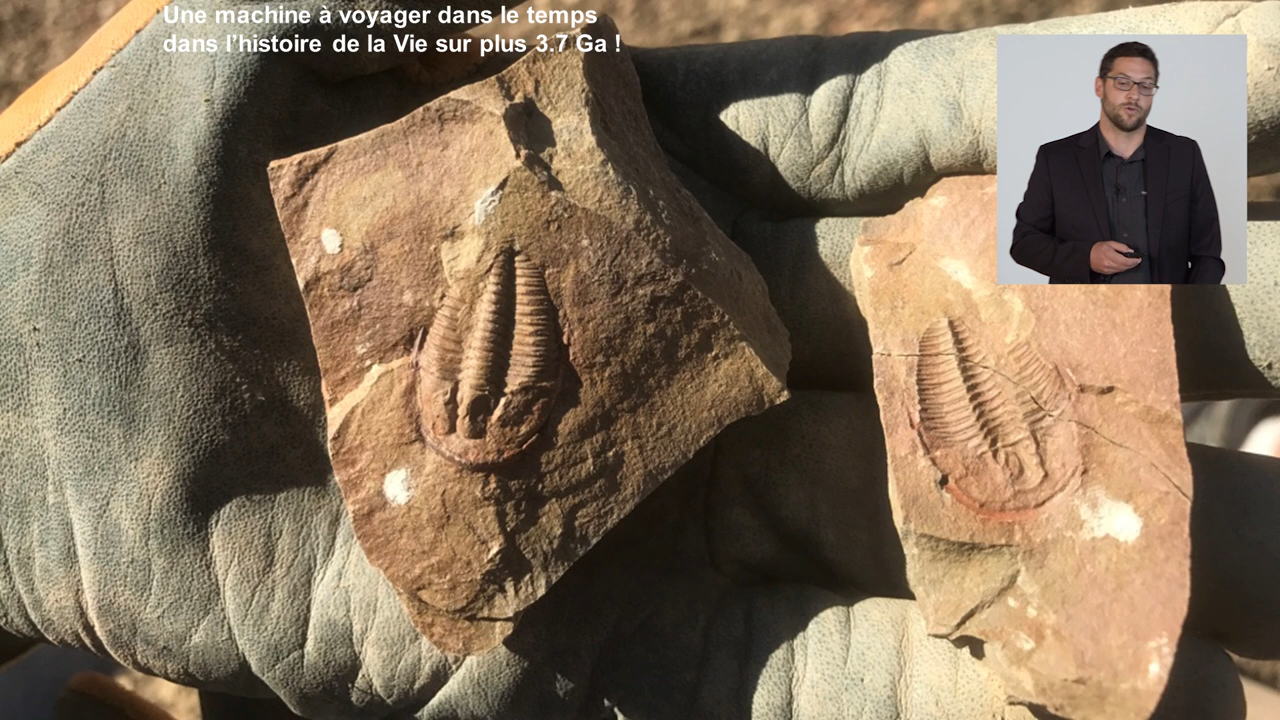 Une machine à voyager dans le temps
dans l’histoire de la Vie sur plus 3.7 Ga !